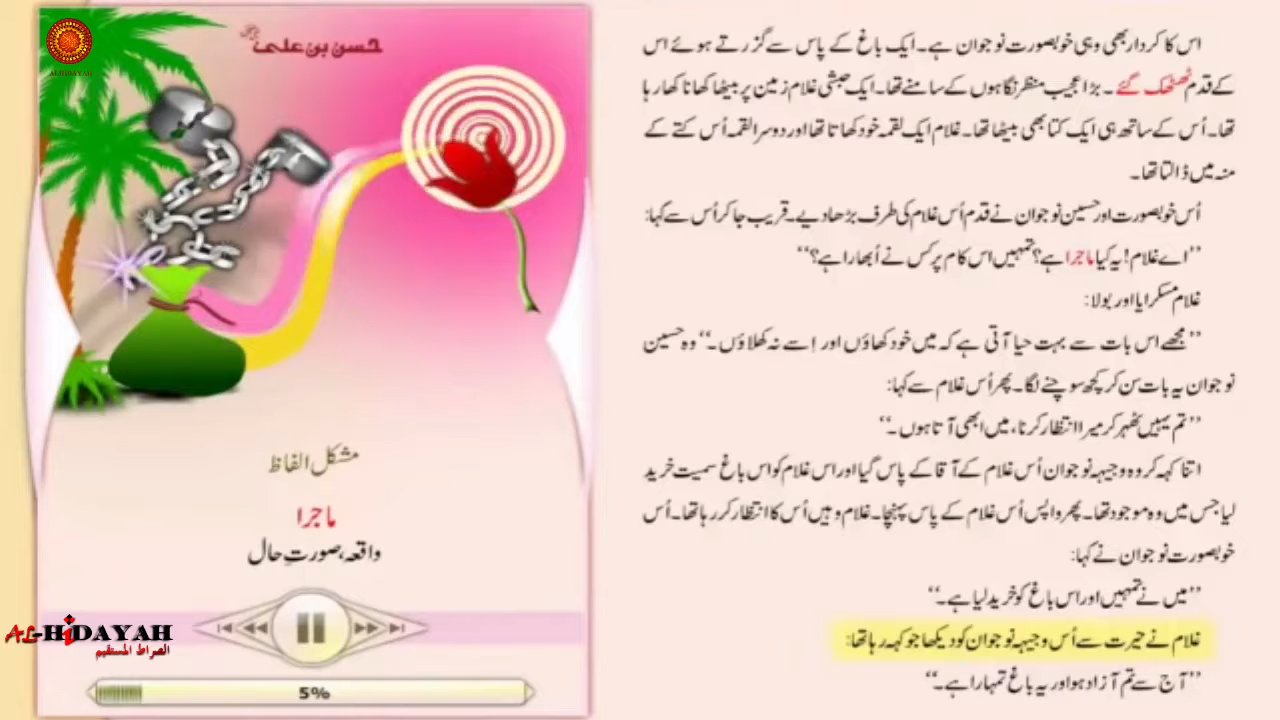 AL-HIDAYAH
حسن بن علیؓ
مشکل الفاظ
ماجرا
واقعہ، صورتِ حال
5%
AL-HiDAYAH
الصراط المستقیم
اس کا کردار بھی وہی خوبصورت نوجوان ہے۔ ایک باغ کے پاس سے گزرتے ہوئے اس
کے قدم ٹھٹھک گئے۔ بڑا عجیب منظر نگاہوں کے سامنے تھا۔ ایک حبشی غلام زمین پر بیٹھا کھانا کھا رہا
تھا۔ اُس کے ساتھ ہی ایک کتا بھی بیٹھا تھا۔ غلام ایک لقمہ خود کھاتا تھا اور دوسرا لقمہ اُس کتے کے
منہ میں ڈالتا تھا۔
اُس خوبصورت اور حسین نوجوان نے قدم اُس غلام کی طرف بڑھا دیے۔ قریب جا کر اُس سے کہا:
’’اے غلام! یہ کیا ماجرا ہے؟ تمہیں اس کام پر کس نے اُبھارا ہے؟‘‘
غلام مسکرایا اور بولا:
’’مجھے اس بات سے بہت حیا آتی ہے کہ میں خود کھاؤں اور اِسے نہ کھلاؤں۔‘‘ وہ حسین
نوجوان یہ بات سن کر کچھ سوچنے لگا۔ پھر اُس غلام سے کہا:
’’تم یہیں ٹھہر کر میرا انتظار کرنا، میں ابھی آتا ہوں۔‘‘
اتنا کہہ کر وہ وجیہہ نوجوان اُس غلام کے آقا کے پاس گیا اور اس غلام کو اس باغ سمیت خرید
لیا جس میں وہ موجود تھا۔ پھر واپس اُس غلام کے پاس پہنچا۔ غلام وہیں اُس کا انتظار کر رہا تھا۔ اُس
خوبصورت نوجوان نے کہا:
’’میں نے تمہیں اور اس باغ کو خرید لیا ہے۔‘‘
غلام نے حیرت سے اُس وجیہہ نوجوان کو دیکھا جو کہہ رہا تھا:
’’آج سے تم آزاد ہو اور یہ باغ تمہارا ہے۔‘‘